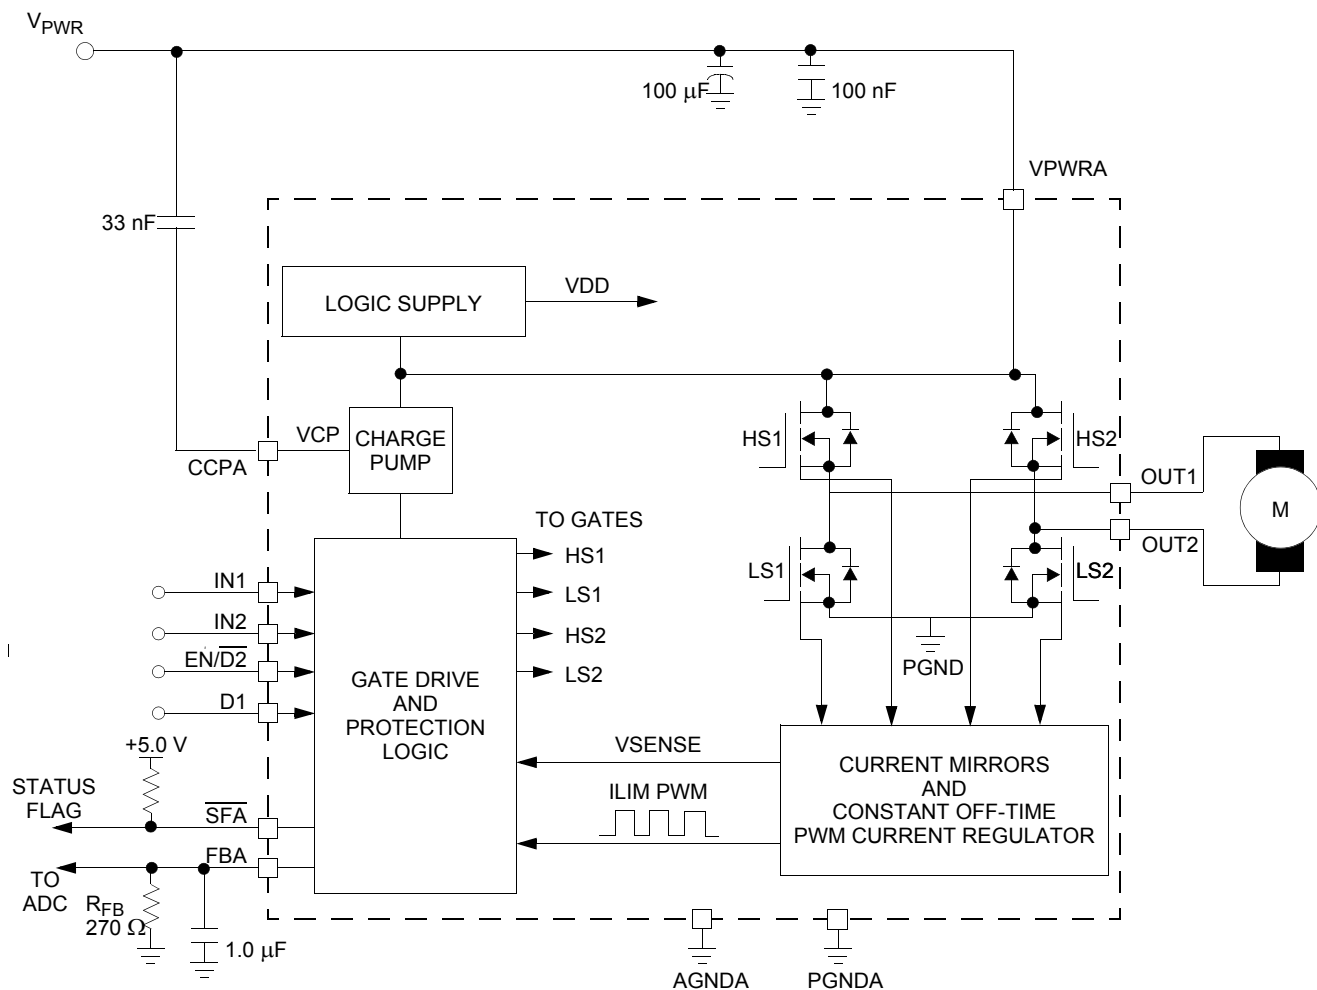 VPWR
100 μF
100 nF
VPWRA
33 nF
LOGIC SUPPLY
VDD
VCP
CHARGE
PUMP
CCPA
HS1
HS2
OUT1
M
TO GATES
OUT2
HS1
LS1
LS2
IN1
LS1
IN2
HS2
EN/D2
LS2
PGND
D1
GATE DRIVE
AND
PROTECTION
LOGIC
+5.0 V
VSENSE
CURRENT MIRRORS
AND
CONSTANT OFF-TIME
PWM CURRENT REGULATOR
STATUS
FLAG
ILIM PWM
SFA
FBA
TO
ADC
RFB
270 Ω
1.0 μF
AGNDA
PGNDA